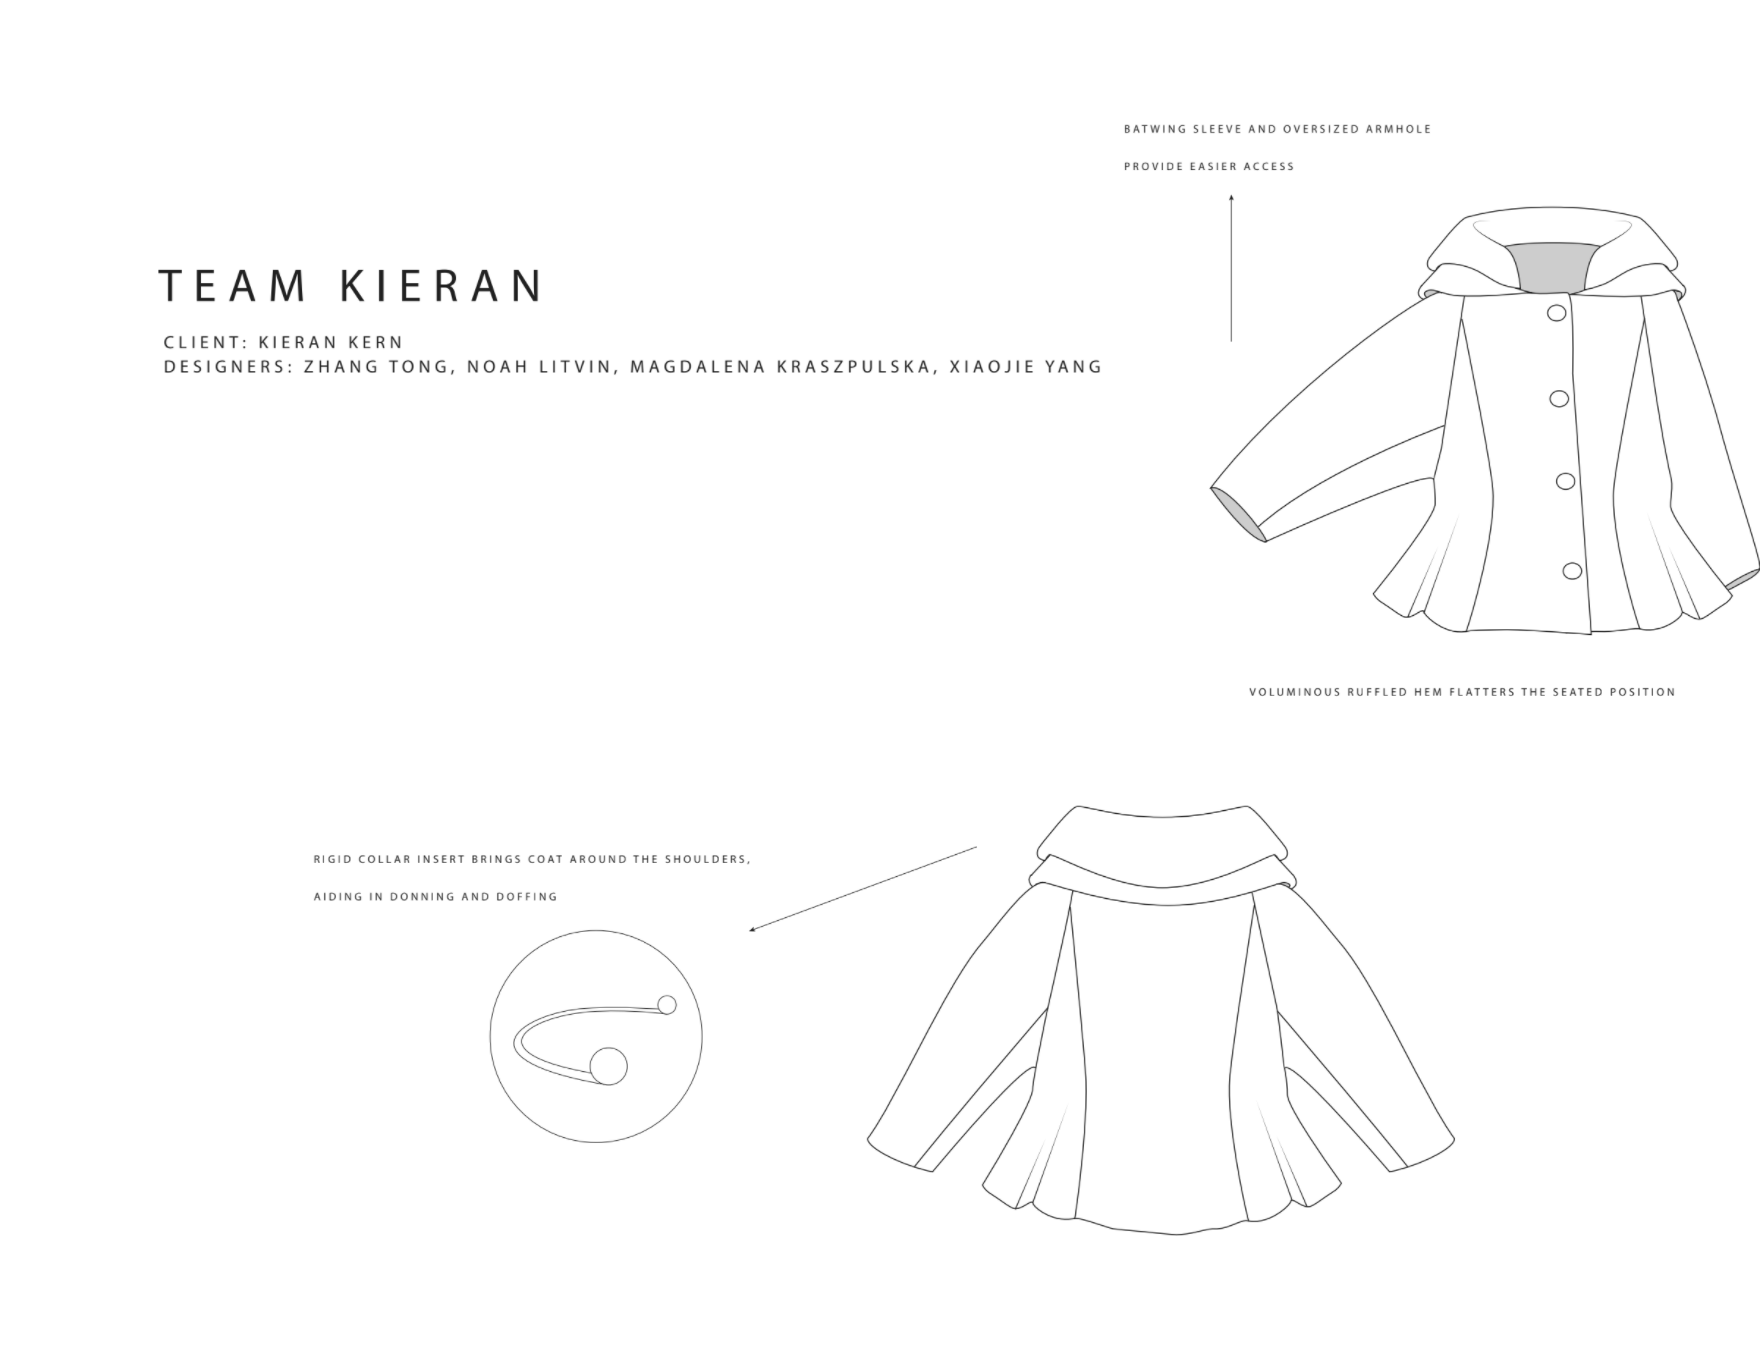 BATWING SLEEVE AND OVERSIZED ARMHOLE
PROVIDE EASIER ACCESS
TEAM KIERAN
CLIENT: KIERAN KERN
DESIGNERS: ZHANG TONG, NOAH LITVIN, MAGDALENA KRASZPULSKA, XIAOJIE YANG
VOLUMINOUS RUFFLED HEM FLATTERS THE SEATED POSITION
RIGID COLLAR INSERT BRINGS COAT AROUND THE SHOULDERS,
AIDING IN DONNING AND DOFFING